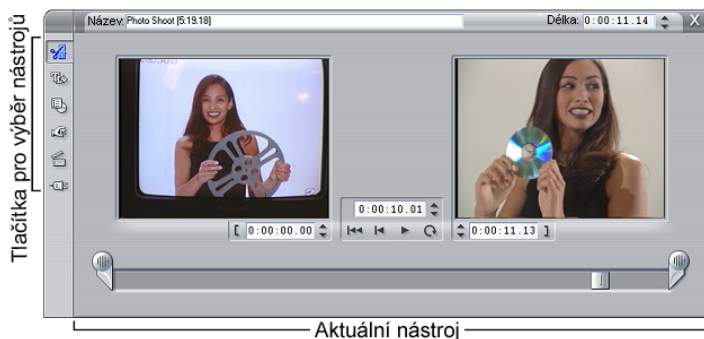 Název: Photo Shoot [5:19.18]
Délka: 0:00:11.14
X
Tlačítka pro výběr nástrojů
0:00:10.01
[ 0:00:00.00
0:00:11.13 ]
Aktuální nástroj